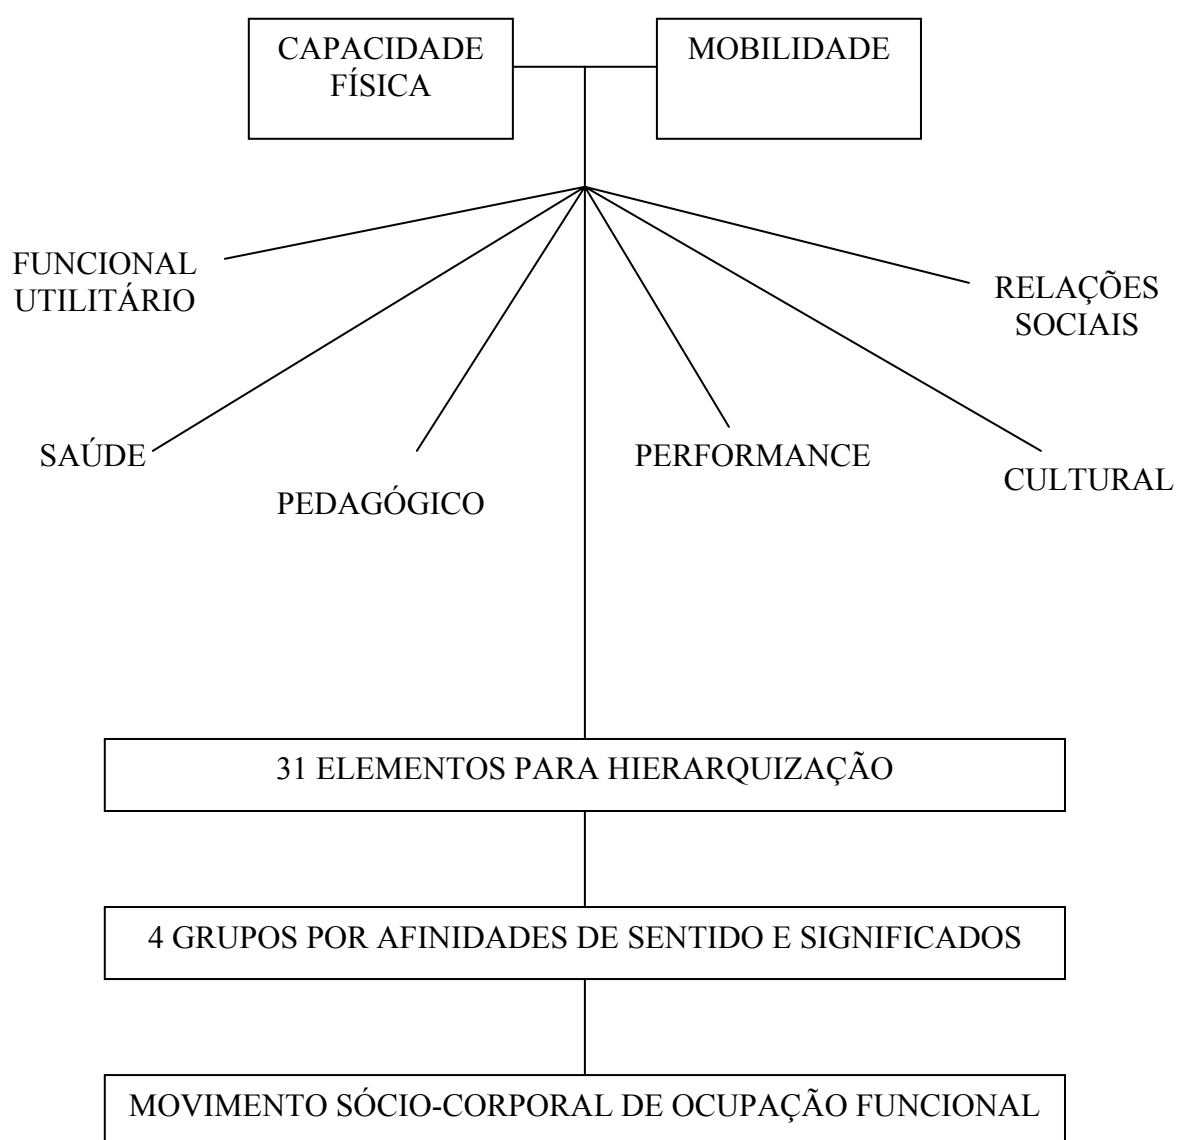 CAPACIDADE
FÍSICA
MOBILIDADE
FUNCIONAL
UTILITÁRIO
RELAÇÕES
SOCIAIS
SAÚDE
PERFORMANCE
CULTURAL
PEDAGÓGICO
31 ELEMENTOS PARA HIERARQUIZAÇÃO
4 GRUPOS POR AFINIDADES DE SENTIDO E SIGNIFICADOS
MOVIMENTO SÓCIO-CORPORAL DE OCUPAÇÃO FUNCIONAL